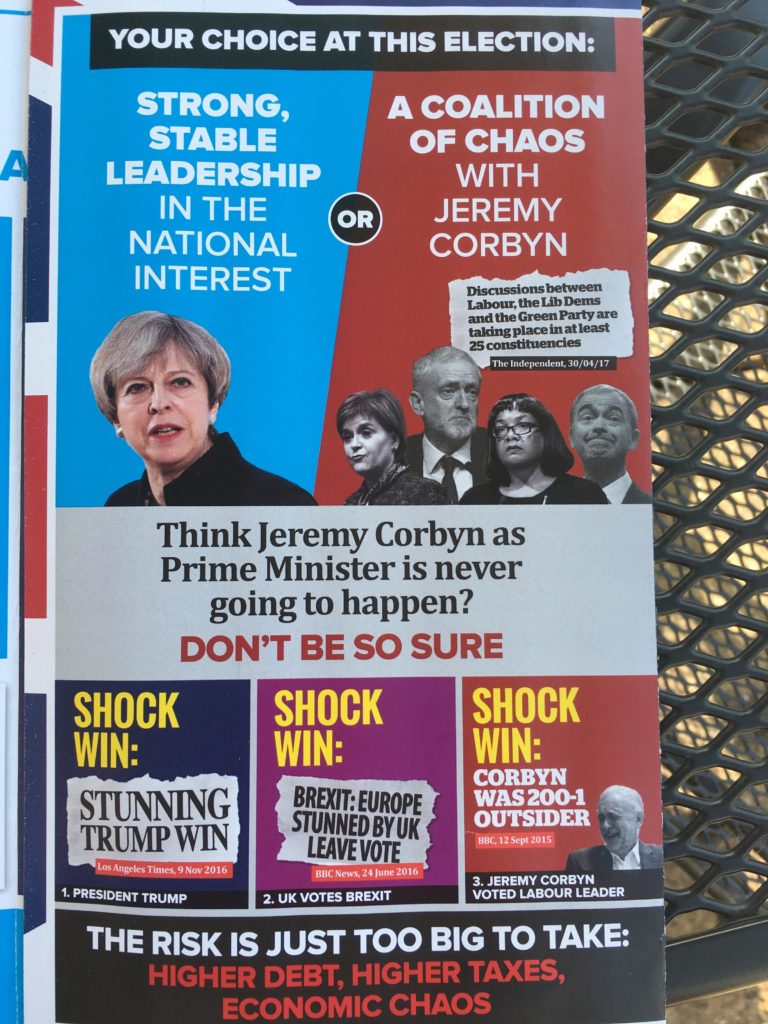 A
YOUR CHOICE AT THIS ELECTION:
STRONG,
STABLE
LEADERSHIP
IN THE
NATIONAL
INTEREST
OR
A COALITION
OF CHAOS
WITH
JEREMY
CORBYN
Discussions between
Labour, the Lib Dems
and the Green Party are
taking place in at least
25 constituencies
The Independent, 30/04/17
Think Jeremy Corbyn as
Prime Minister is never
going to happen?
DON'T BE SO SURE
SHOCK
WIN:
STUNNING
TRUMP WIN
Los Angeles Times, 9 Nov 2016
1. PRESIDENT TRUMP
SHOCK
WIN:
BREXIT: EUROPE
STUNNED BY UK
LEAVE VOTE
BBC News, 24 June 2016
2. UK VOTES BREXIT
SHOCK
WIN:
CORBYN
WAS 200-1
OUTSIDER
BBC, 12 Sept 2015
3. JEREMY CORBYN
VOTED LABOUR LEADER
THE RISK IS JUST TOO BIG TO TAKE:
HIGHER DEBT, HIGHER TAXES,
ECONOMIC CHAOS